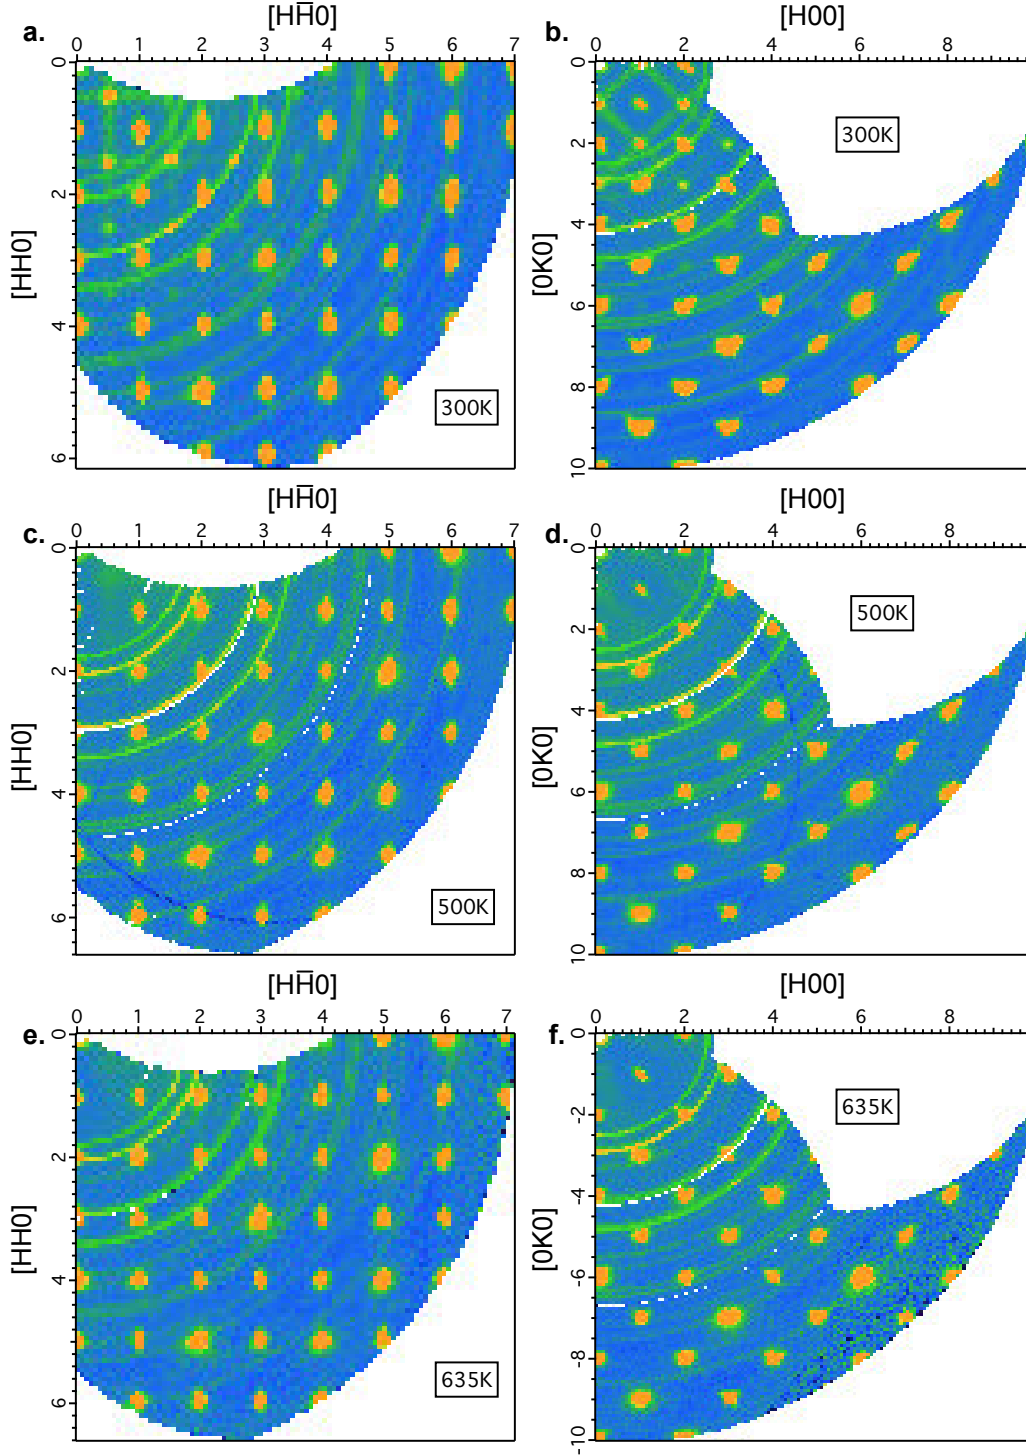 a. [HH̅0]
0 1 2 3 4 5 6 7
[HH0]
0
2
4
6
300K
b. [H00]
0 2 4 6 8
[0K0]
0
2
4
6
8
10
300K
c. [HH̅0]
0 1 2 3 4 5 6 7
[HH0]
0
2
4
6
500K
d. [H00]
0 2 4 6 8
[0K0]
0
2
4
6
8
10
500K
e. [HH̅0]
0 1 2 3 4 5 6 7
[HH0]
0
2
4
6
635K
f. [H00]
0 2 4 6 8
[0K0]
0
-2
-4
-6
-8
-10
635K